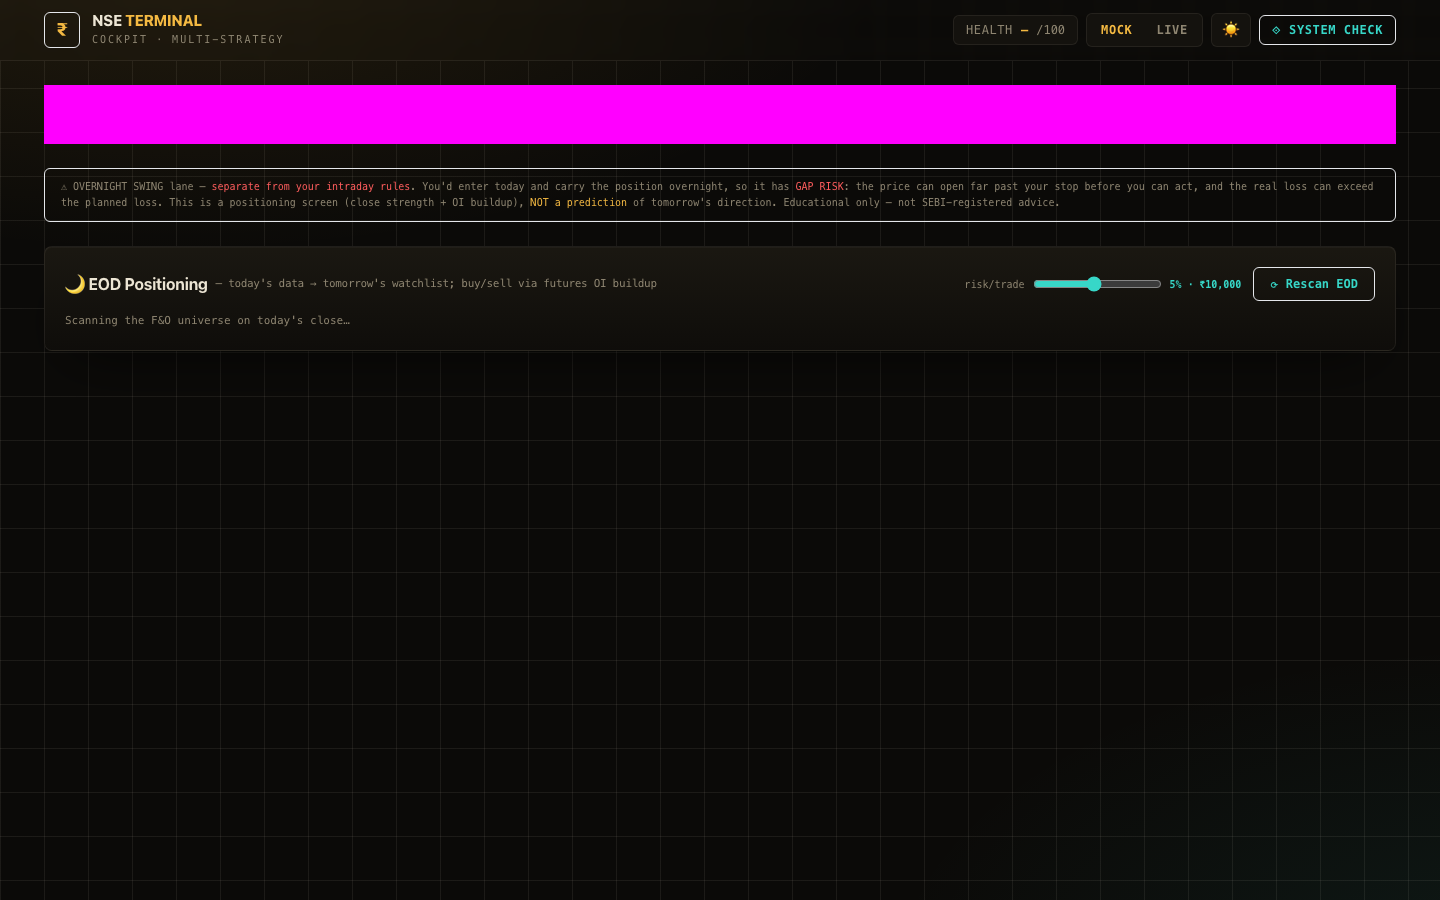 ₹
NSE TERMINAL
COCKPIT · MULTI-STRATEGY
HEALTH — /100
MOCK LIVE
⟐ SYSTEM CHECK
⚠ OVERNIGHT SWING lane — separate from your intraday rules. You'd enter today and carry the position overnight, so it has GAP RISK: the price can open far past your stop before you can act, and the real loss can exceed
the planned loss. This is a positioning screen (close strength + OI buildup), NOT a prediction of tomorrow's direction. Educational only — not SEBI-registered advice.
🌙 EOD Positioning — today's data → tomorrow's watchlist; buy/sell via futures OI buildup
risk/trade 5% · ₹10,000
⟳ Rescan EOD
Scanning the F&O universe on today's close…